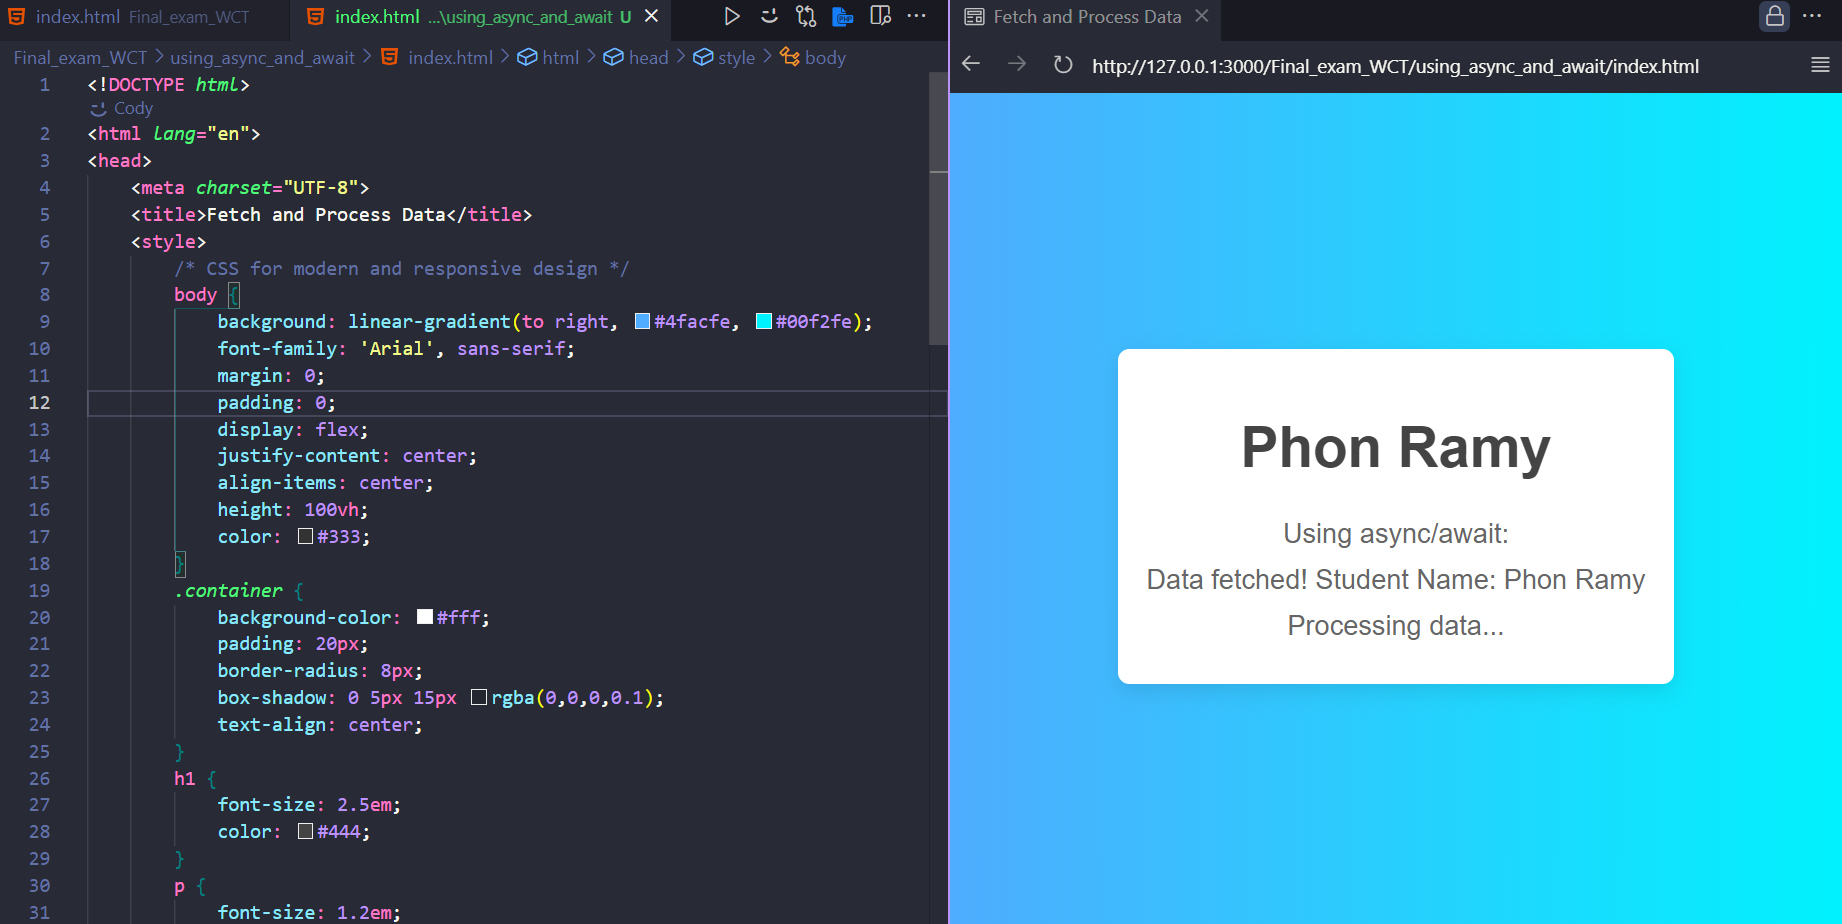 index.html Final_exam_WCT
index.html ...\using_async_and_await U
Final_exam_WCT > using_async_and_await > index.html > html > head > style > body
1 <!DOCTYPE html>
Cody
2 <html lang="en">
3 <head>
4 <meta charset="UTF-8">
5 <title>Fetch and Process Data</title>
6 <style>
7 /* CSS for modern and responsive design */
8 body {
9 background: linear-gradient(to right, #4facfe, #00f2fe);
10 font-family: 'Arial', sans-serif;
11 margin: 0;
12 padding: 0;
13 display: flex;
14 justify-content: center;
15 align-items: center;
16 height: 100vh;
17 color: #333;
18 }
19 .container {
20 background-color: #fff;
21 padding: 20px;
22 border-radius: 8px;
23 box-shadow: 0 5px 15px rgba(0,0,0,0.1);
24 text-align: center;
25 }
26 h1 {
27 font-size: 2.5em;
28 color: #444;
29 }
30 p {
31 font-size: 1.2em;
PHP
Fetch and Process Data
http://127.0.0.1:3000/Final_exam_WCT/using_async_and_await/index.html
Phon Ramy
Using async/await:
Data fetched! Student Name: Phon Ramy
Processing data...